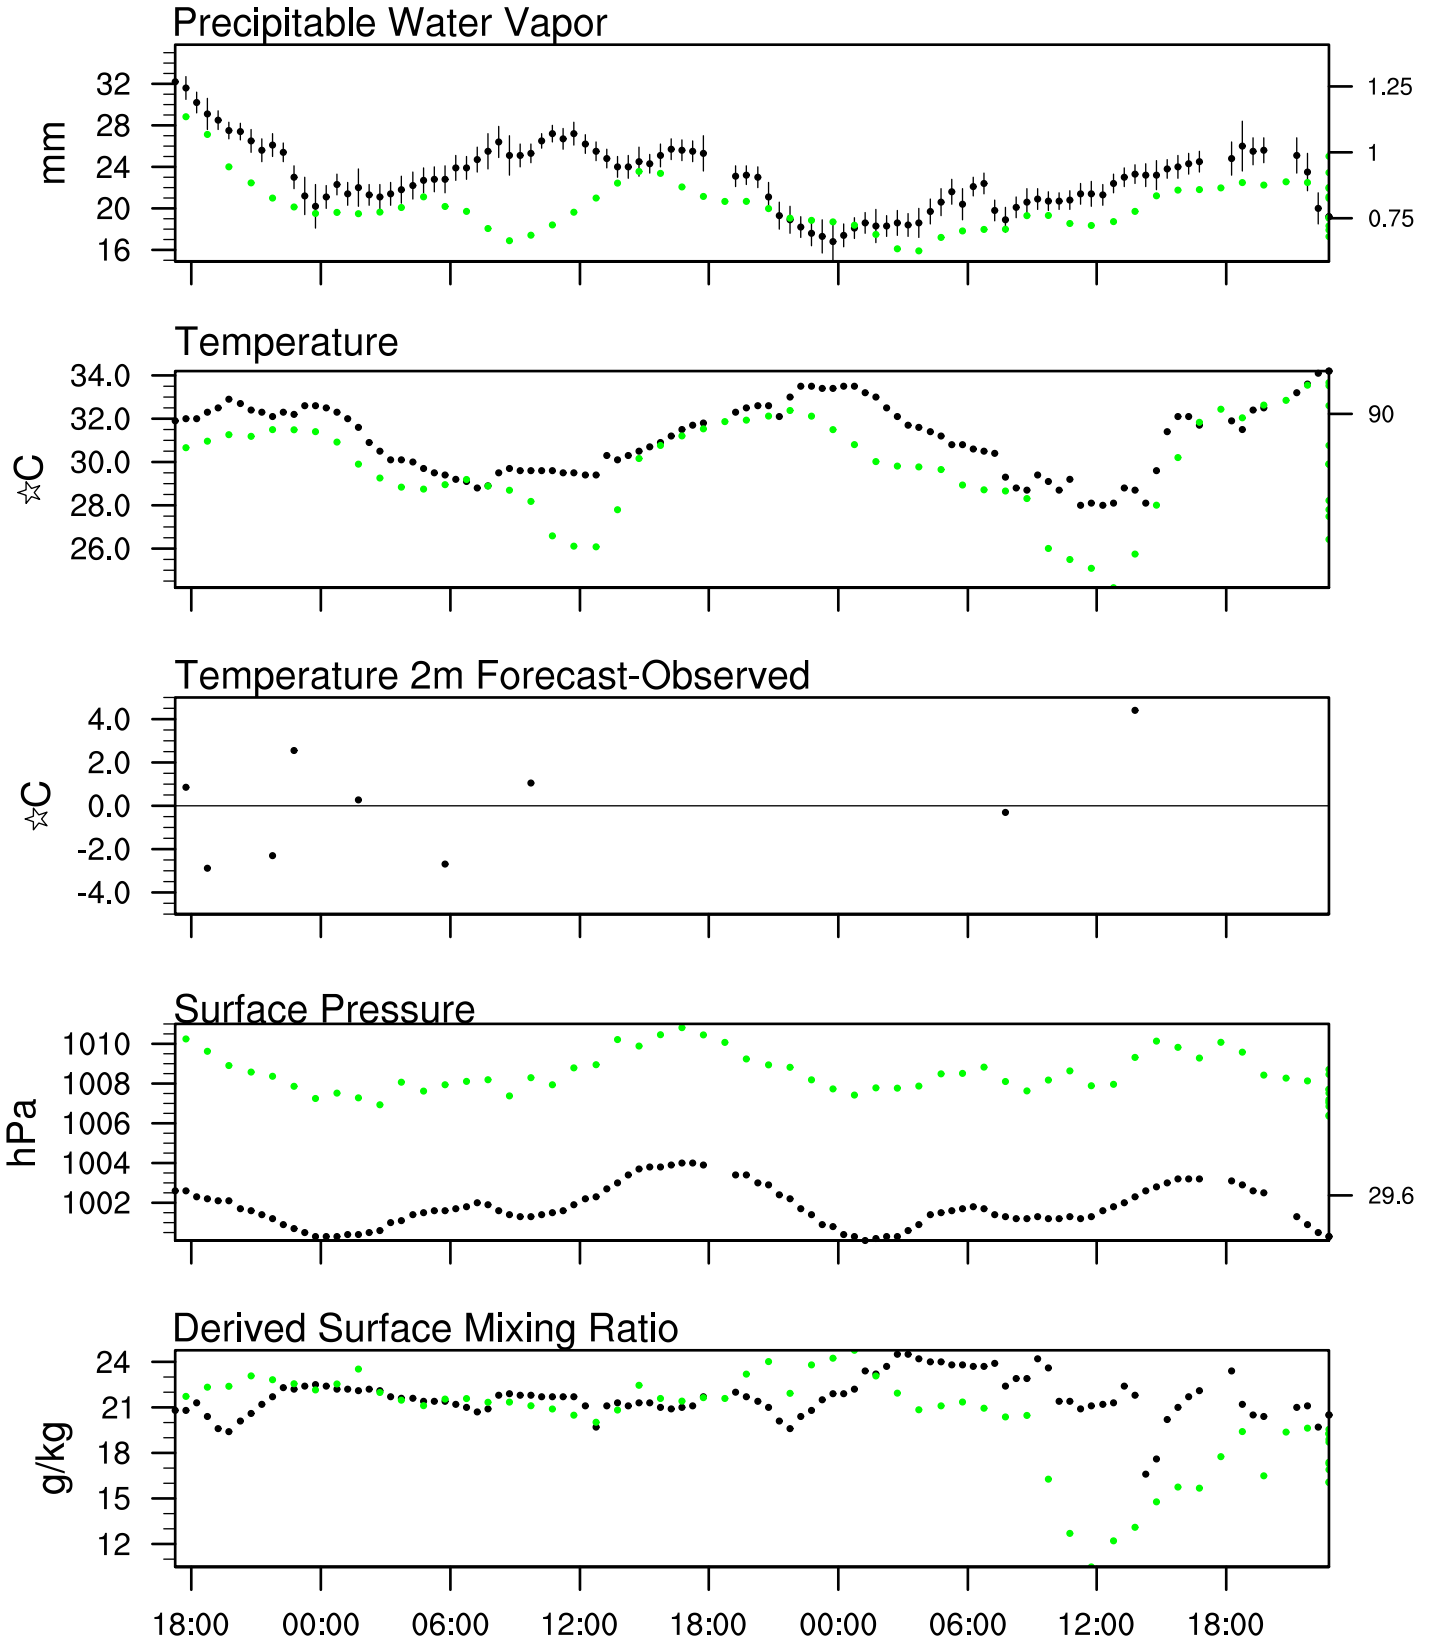 Precipitable Water Vapor
32
28
24
20
16
mm
1.25
1
0.75
Temperature
34.0
32.0
30.0
28.0
26.0
☆C
90
Temperature 2m Forecast-Observed
4.0
2.0
0.0
-2.0
-4.0
☆C
Surface Pressure
1010
1008
1006
1004
1002
hPa
29.6
Derived Surface Mixing Ratio
24
21
18
15
12
g/kg
18:00 00:00 06:00 12:00 18:00 00:00 06:00 12:00 18:00